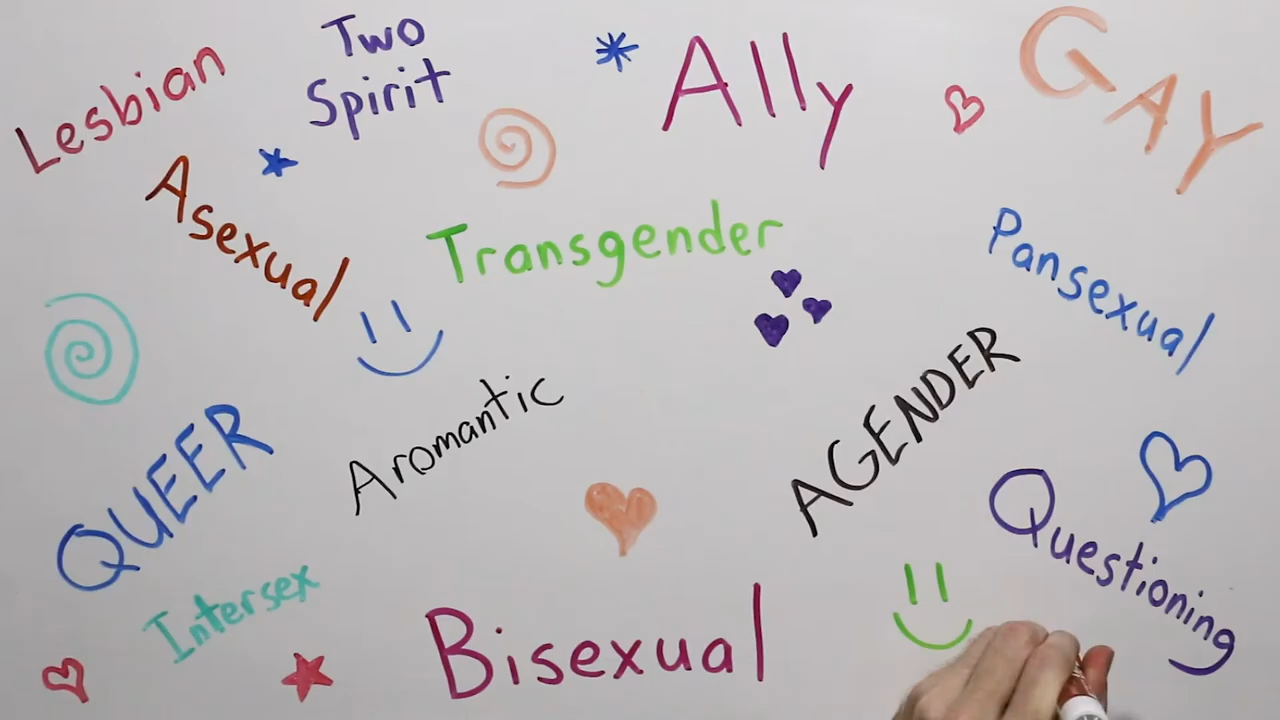 Lesbian
Two
Spirit
Ally
GAY
Asexual
Transgender
Pansexual
QUEER
Aromantic
AGENDER
Questioning
Intersex
Bisexual